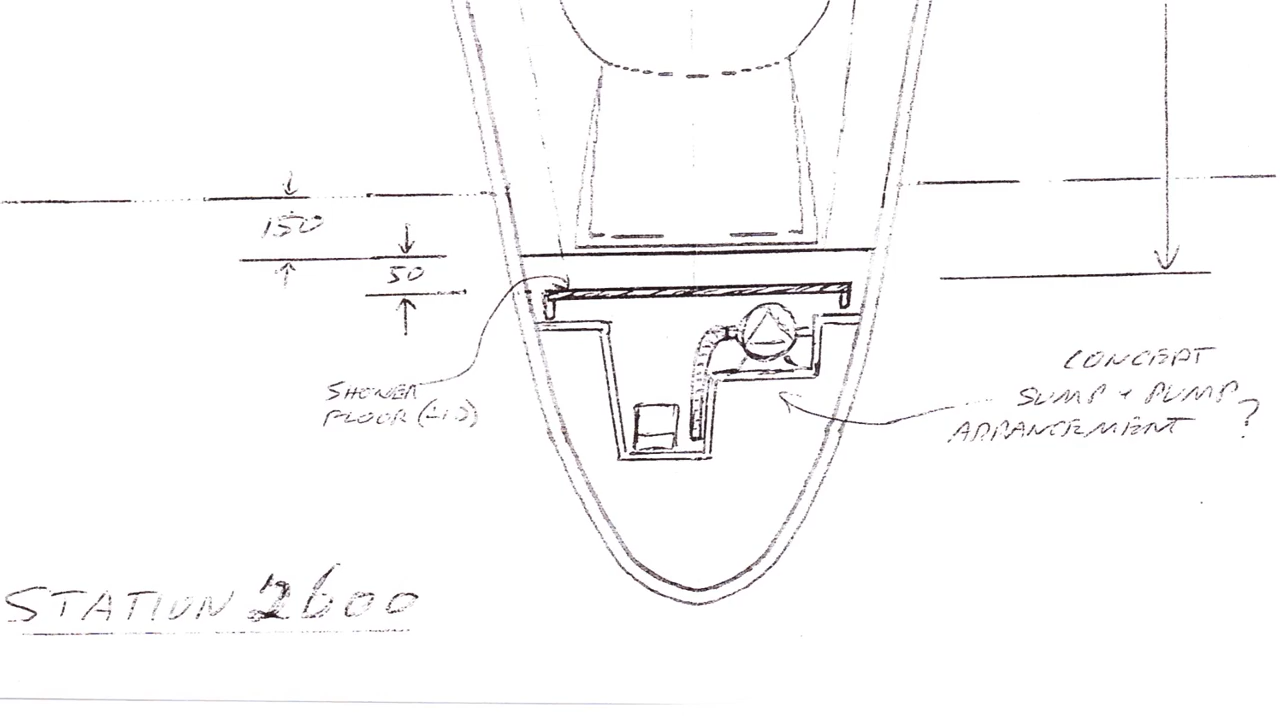 150
50
SHOWER
FLOOR (LID)
CONCEPT
SUMP + PUMP
ARRANGEMENT ?
STATION 2600